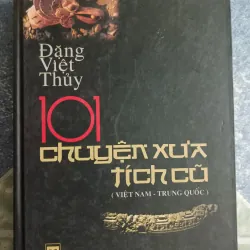 Đặng Việt
Thủy
101
chuyện xưa
tích cũ
( VIỆT NAM - TRUNG QUỐC )